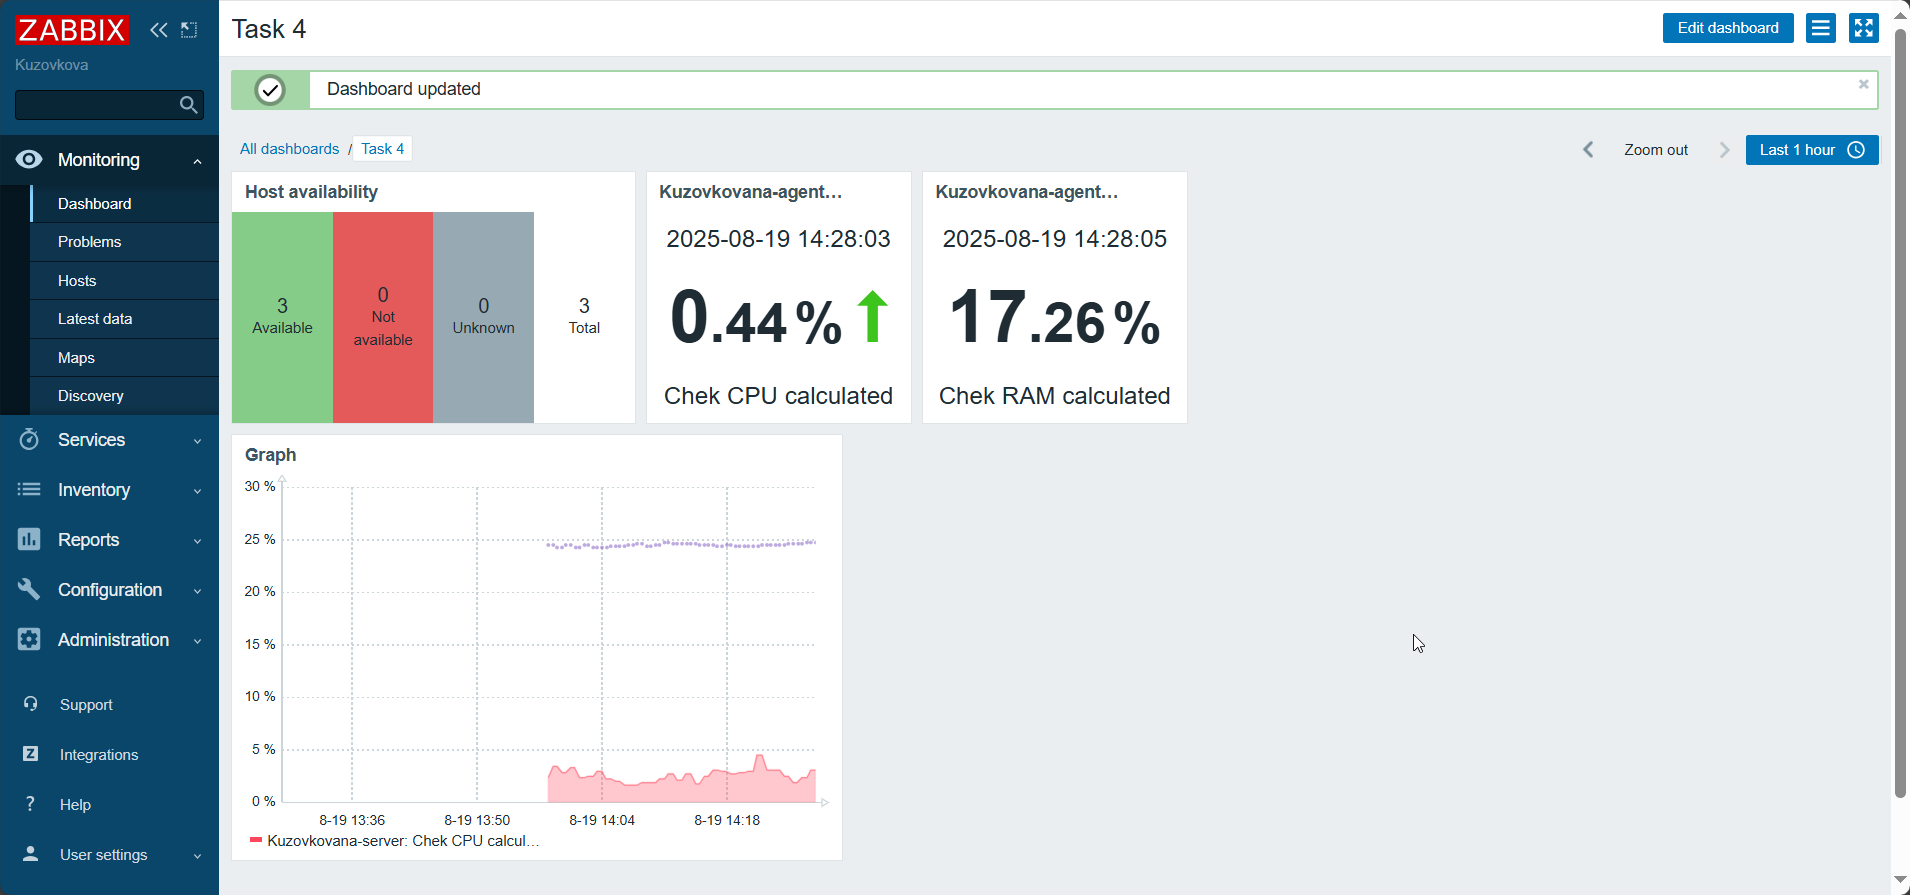 ZABBIX
Kuzovkova
Monitoring
Dashboard
Problems
Hosts
Latest data
Maps
Discovery
Services
Inventory
Reports
Configuration
Administration
Support
Z Integrations
? Help
User settings
Task 4
Edit dashboard
Dashboard updated
All dashboards / Task 4
Zoom out
Last 1 hour
Host availability
3
Available
0
Not
available
0
Unknown
3
Total
Kuzovkovana-agent…
2025-08-19 14:28:03
0.44 %
Chek CPU calculated
Kuzovkovana-agent…
2025-08-19 14:28:05
17.26 %
Chek RAM calculated
Graph
30 %
25 %
20 %
15 %
10 %
5 %
0 %
8-19 13:36
8-19 13:50
8-19 14:04
8-19 14:18
Kuzovkovana-server: Chek CPU calcul…